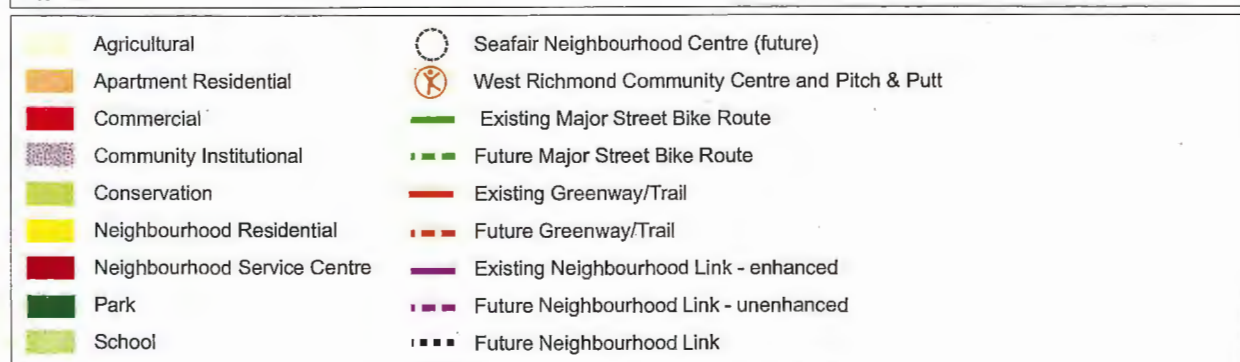 Agricultural
Apartment Residential
Commercial
Community Institutional
Conservation
Neighbourhood Residential
Neighbourhood Service Centre
Park
School
Seafair Neighbourhood Centre (future)
West Richmond Community Centre and Pitch & Putt
Existing Major Street Bike Route
Future Major Street Bike Route
Existing Greenway/Trail
Future Greenway/Trail
Existing Neighbourhood Link - enhanced
Future Neighbourhood Link - unenhanced
Future Neighbourhood Link